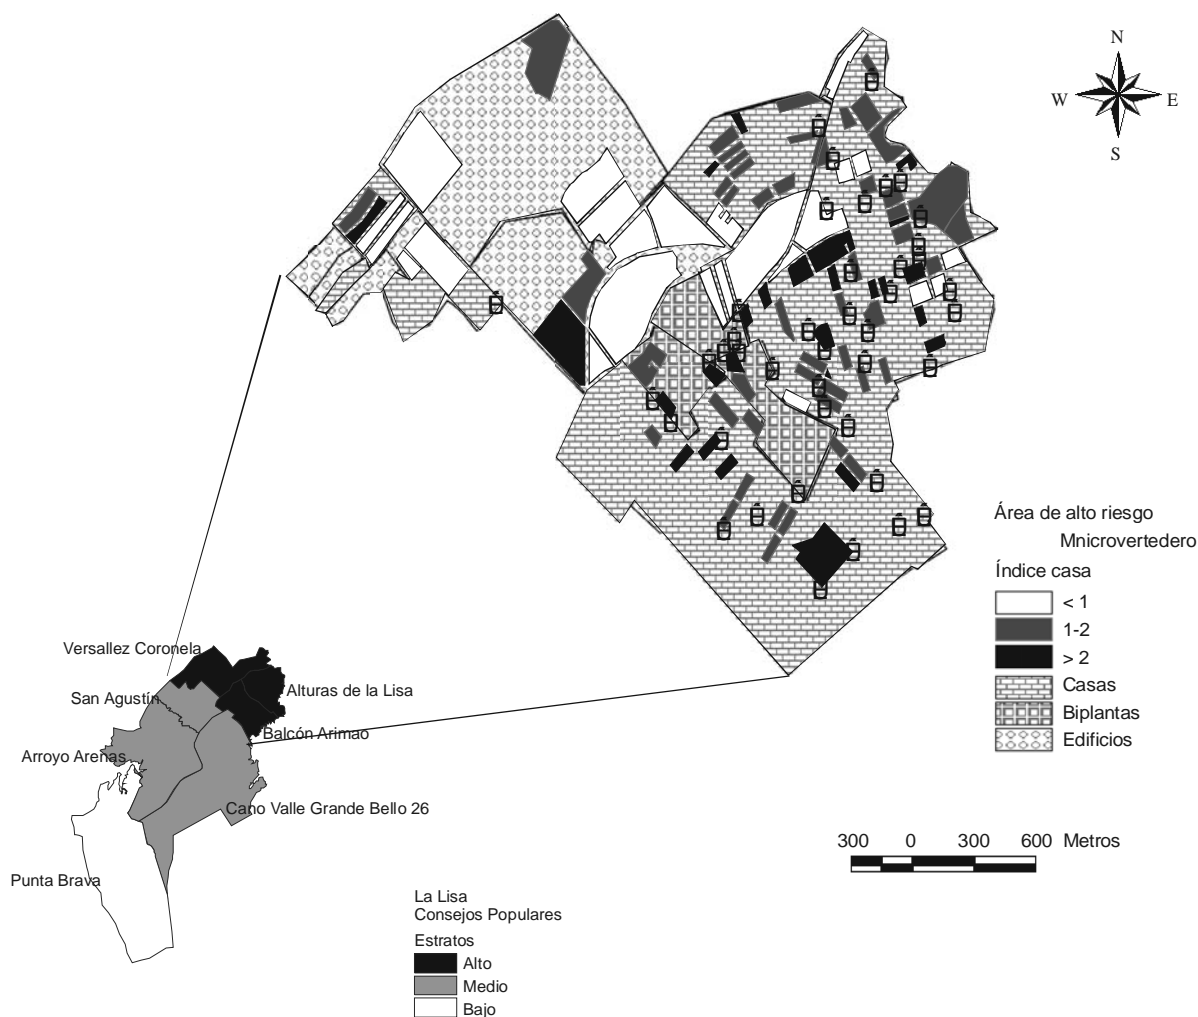 N
W E
S
Área de alto riesgo
Mnicrovertedero
Índice casa
< 1
1-2
> 2
Casas
Biplantas
Edificios
300 0 300 600 Metros
Versallez Coronela
San Agustín
Alturas de la Lisa
Balcón Arimao
Arroyo Arenas
Cano Valle Grande Bello 26
Punta Brava
La Lisa
Consejos Populares
Estratos
Alto
Medio
Bajo